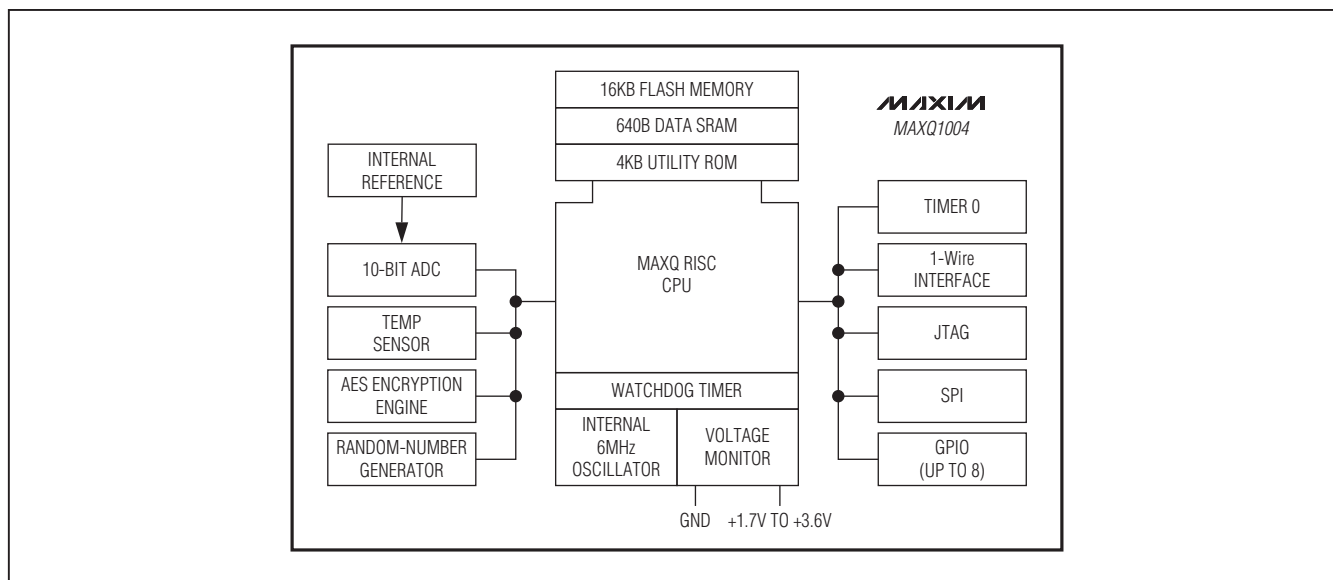 16KB FLASH MEMORY
640B DATA SRAM
4KB UTILITY ROM
MAXIM
MAXQ1004
INTERNAL
REFERENCE
10-BIT ADC
TEMP
SENSOR
AES ENCRYPTION
ENGINE
RANDOM-NUMBER
GENERATOR
MAXQ RISC
CPU
WATCHDOG TIMER
INTERNAL
6MHz
OSCILLATOR
VOLTAGE
MONITOR
GND
+1.7V TO +3.6V
TIMER 0
1-Wire
INTERFACE
JTAG
SPI
GPIO
(UP TO 8)